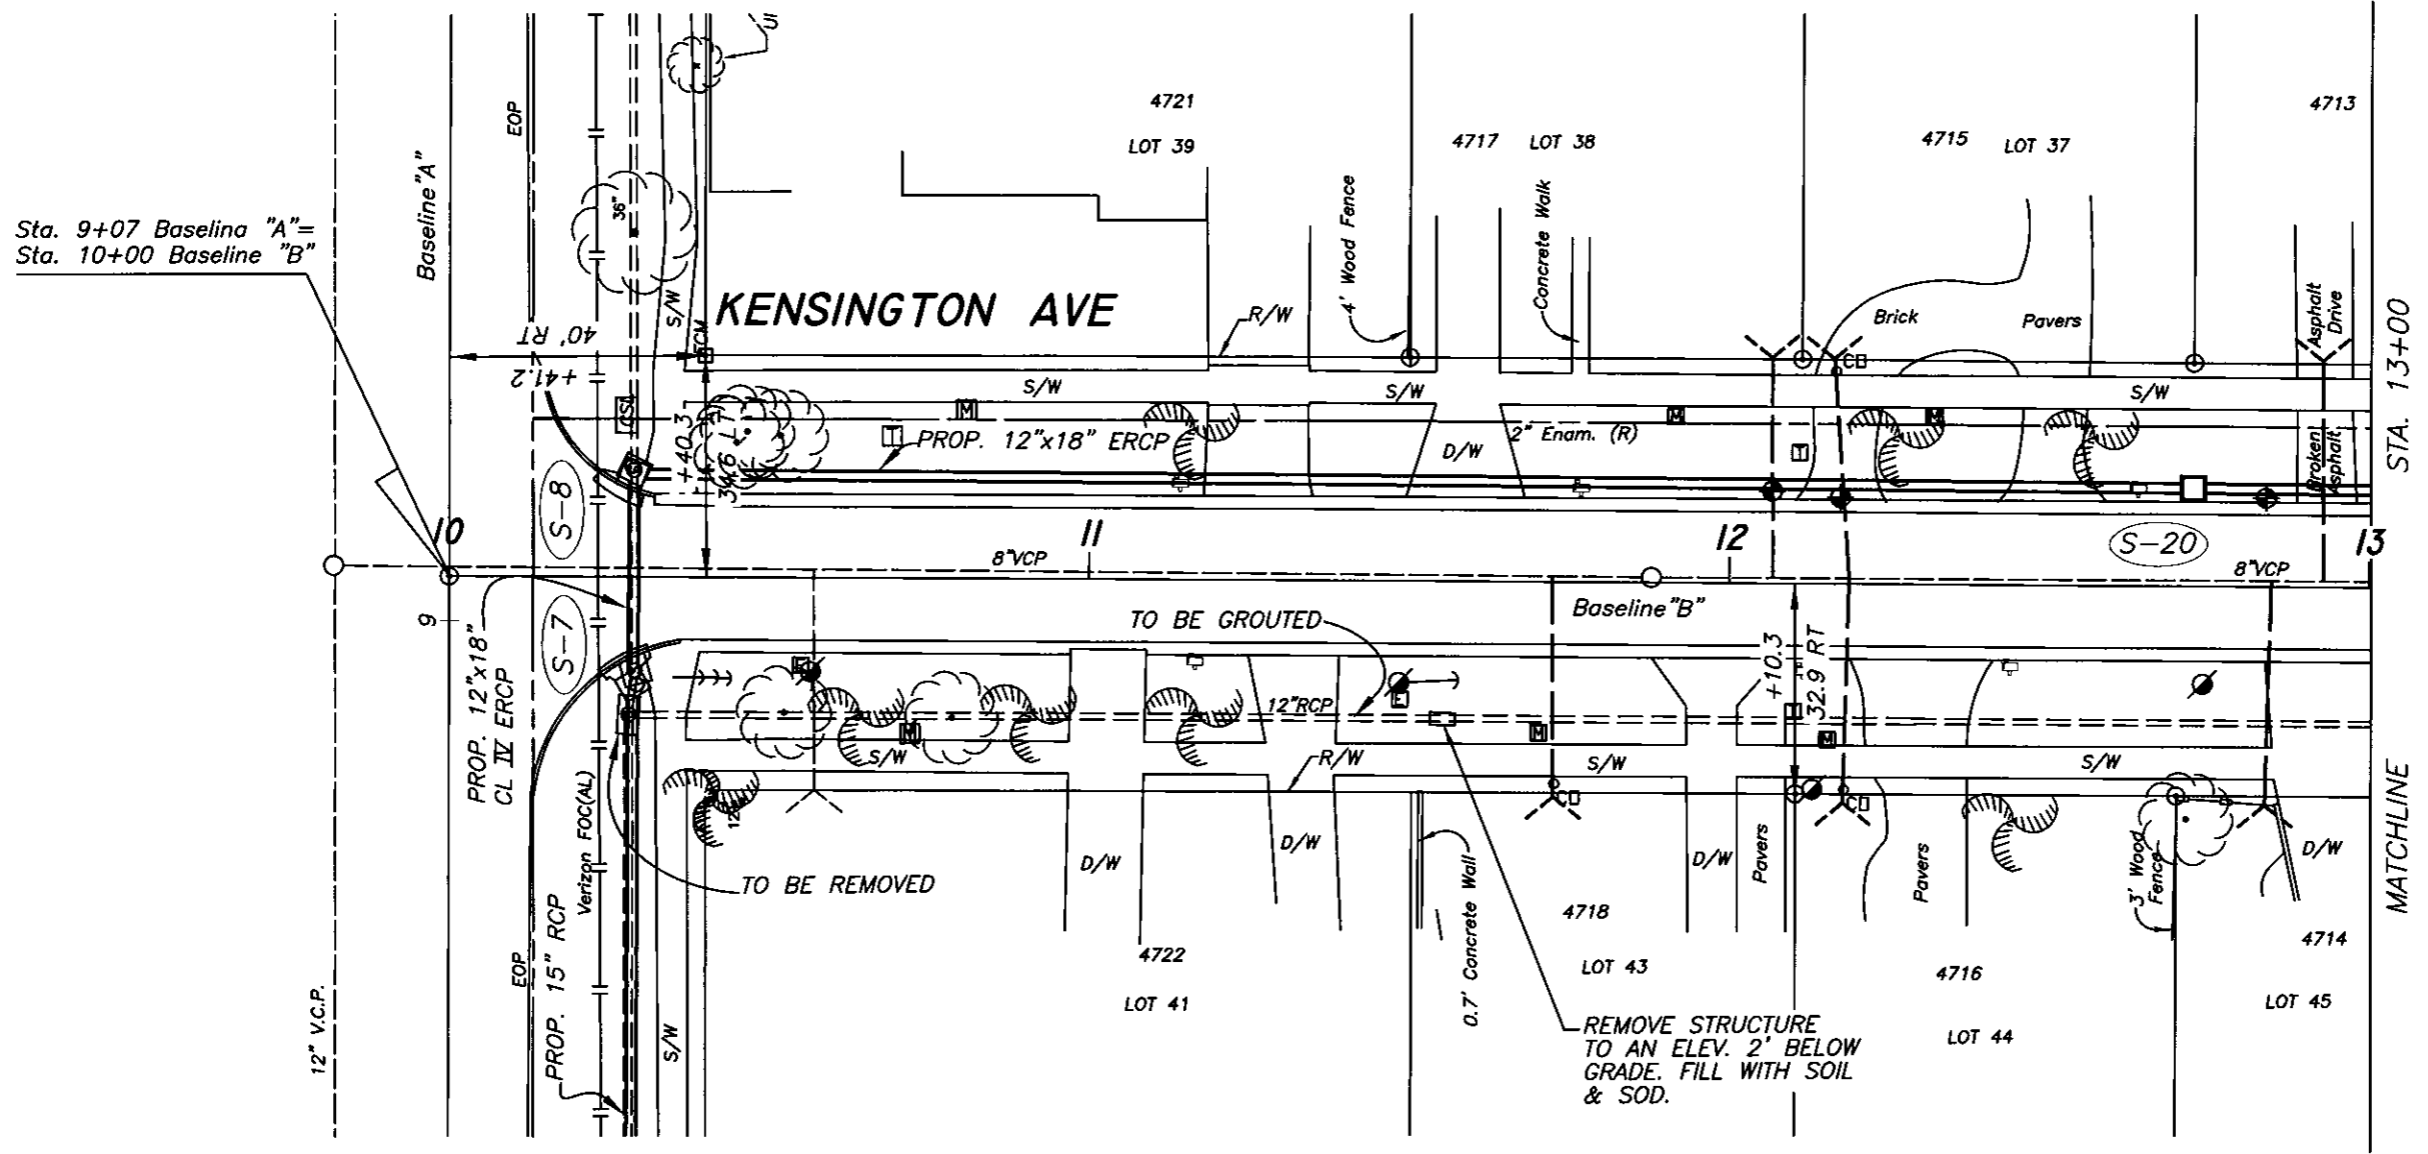 4721
LOT 39
4717 LOT 38
4715 LOT 37
4713
EOP
Baseline "A"
36"
Sta. 9+07 Baselina "A"=
Sta. 10+00 Baseline "B"
KENSINGTON AVE
S/W
ECM
R/W
4' Wood Fence
Concrete Walk
Brick
Pavers
Asphalt
Drive
STA. 13+00
40' RT
+41.2
S/W
S/W
S/W
GSL
M
M
M
+40.3
T
PROP. 12"x18" ERCP
D/W
2" Enam. (R)
T
Broken
Asphalt
S
S-8
10
11
12
S-20
13
8"VCP
8"VCP
Baseline "B"
9
S-7
PROP. 12"x18"
CL IV ERCP
TO BE GROUTED
+10.3
32.9 RT
12"RCP
E
M
M
M
S/W
R/W
S/W
S/W
Verizon FOC(AL)
TO BE REMOVED
D/W
D/W
D/W
Pavers
Pavers
3' Wood
Fence
D/W
MATCHLINE
EOP
PROP. 15" RCP
S/W
12" V.C.P.
4722
LOT 41
0.7' Concrete Wall
4718
LOT 43
4716
LOT 44
4714
LOT 45
REMOVE STRUCTURE
TO AN ELEV. 2' BELOW
GRADE. FILL WITH SOIL
& SOD.